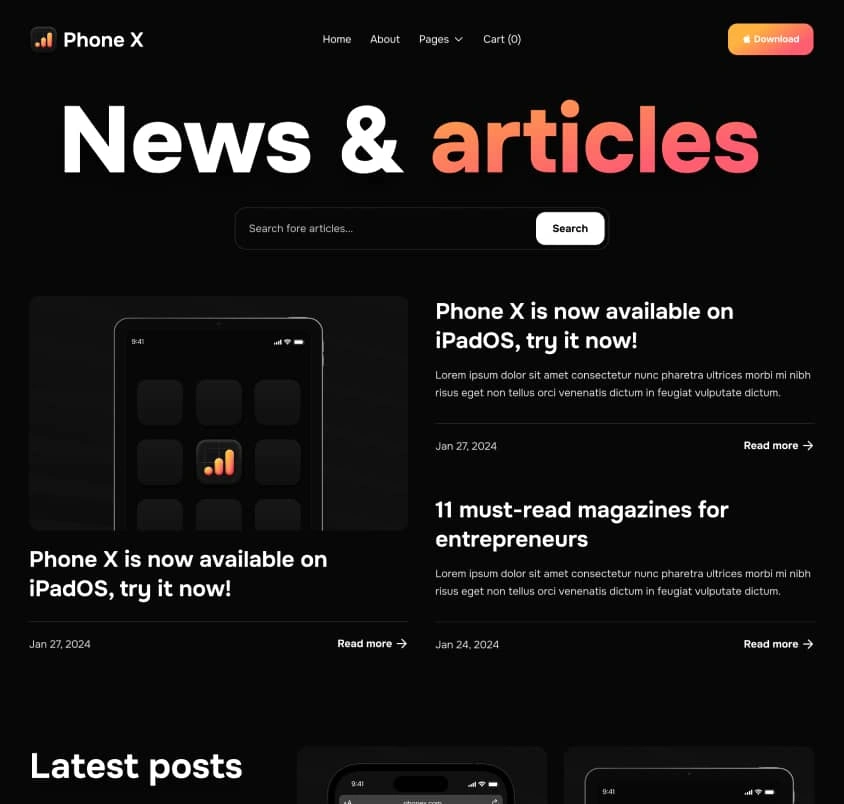 Phone X
Home About Pages Cart (0)
Download
News & articles
Search fore articles...
Search
9:41
Phone X is now available on
iPadOS, try it now!
Jan 27, 2024 Read more →
Phone X is now available on
iPadOS, try it now!
Lorem ipsum dolor sit amet consectetur nunc pharetra ultrices morbi mi nibh
risus eget non tellus orci venenatis dictum in feugiat vulputate dictum.
Jan 27, 2024 Read more →
11 must-read magazines for
entrepreneurs
Lorem ipsum dolor sit amet consectetur nunc pharetra ultrices morbi mi nibh
risus eget non tellus orci venenatis dictum in feugiat vulputate dictum.
Jan 24, 2024 Read more →
Latest posts
9:41
9:41